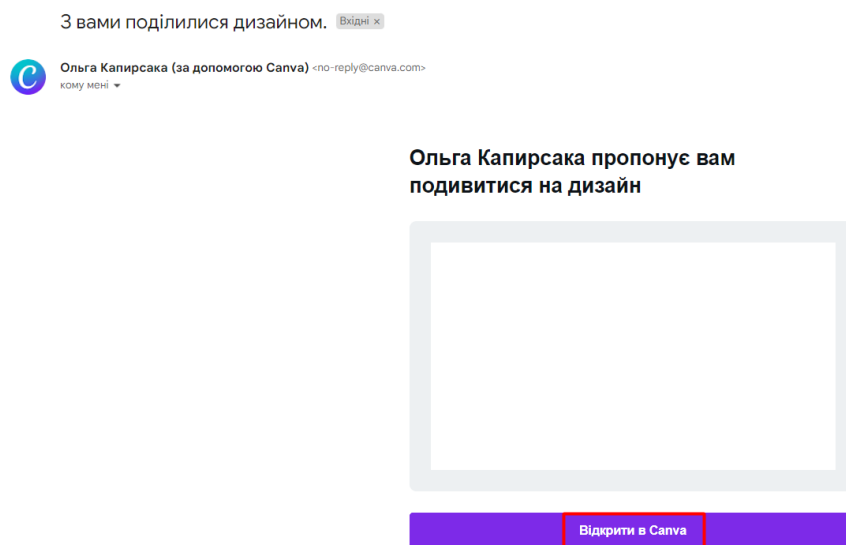 З вами поділилися дизайном. Вхідні ×
Ольга Капирсака (за допомогою Canva) <no-reply@canva.com>
кому мені
Ольга Капирсака пропонує вам
подивитися на дизайн
Відкрити в Canva